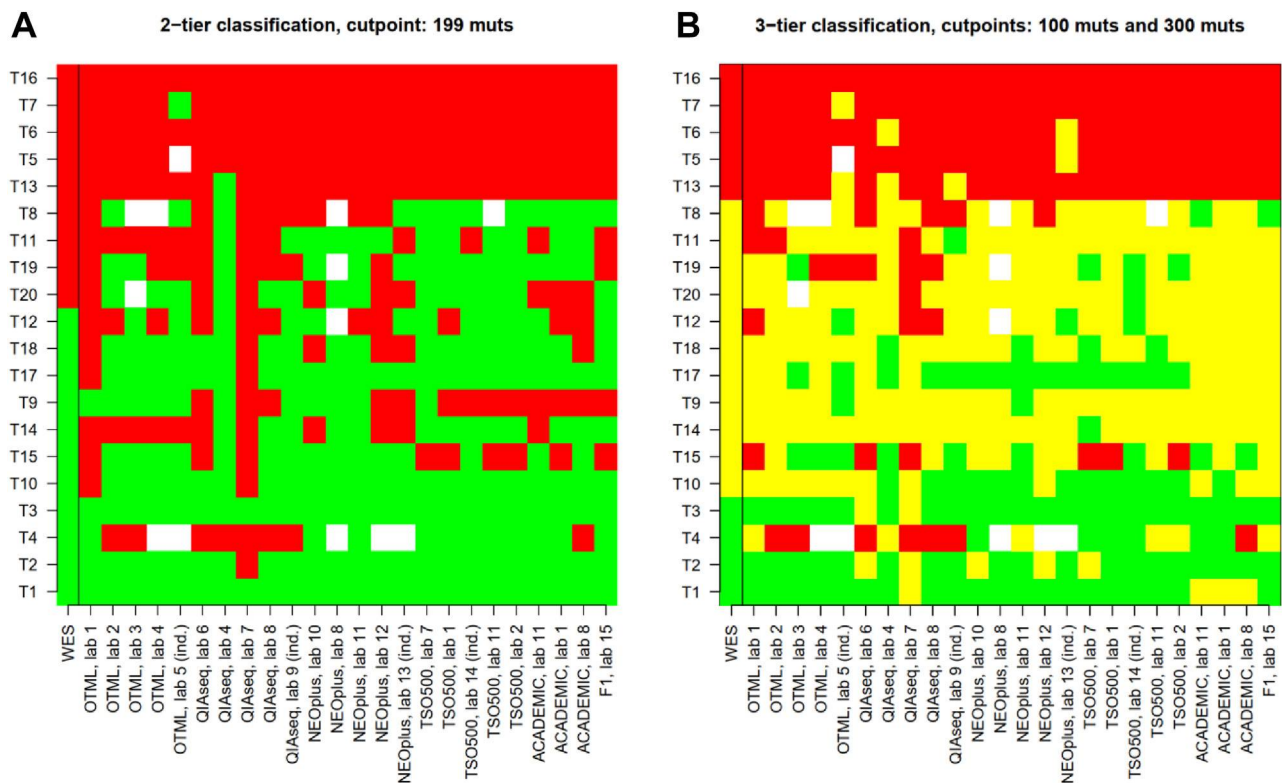 A
2−tier classification, cutpoint: 199 muts
T16
T7
T6
T5
T13
T8
T11
T19
T20
T12
T18
T17
T9
T14
T15
T10
T3
T4
T2
T1
WES
OTML, lab 1
OTML, lab 2
OTML, lab 3
OTML, lab 4
OTML, lab 5 (ind.)
QIAseq, lab 6
QIAseq, lab 4
QIAseq, lab 7
QIAseq, lab 8
QIAseq, lab 9 (ind.)
NEOplus, lab 10
NEOplus, lab 8
NEOplus, lab 11
NEOplus, lab 12
NEOplus, lab 13 (ind.)
TSO500, lab 7
TSO500, lab 1
TSO500, lab 14 (ind.)
TSO500, lab 11
TSO500, lab 2
ACADEMIC, lab 11
ACADEMIC, lab 1
ACADEMIC, lab 8
F1, lab 15
B
3−tier classification, cutpoints: 100 muts and 300 muts
T16
T7
T6
T5
T13
T8
T11
T19
T20
T12
T18
T17
T9
T14
T15
T10
T3
T4
T2
T1
WES
OTML, lab 1
OTML, lab 2
OTML, lab 3
OTML, lab 4
OTML, lab 5 (ind.)
QIAseq, lab 6
QIAseq, lab 4
QIAseq, lab 7
QIAseq, lab 8
QIAseq, lab 9 (ind.)
NEOplus, lab 10
NEOplus, lab 8
NEOplus, lab 11
NEOplus, lab 12
NEOplus, lab 13 (ind.)
TSO500, lab 7
TSO500, lab 1
TSO500, lab 14 (ind.)
TSO500, lab 11
TSO500, lab 2
ACADEMIC, lab 11
ACADEMIC, lab 1
ACADEMIC, lab 8
F1, lab 15